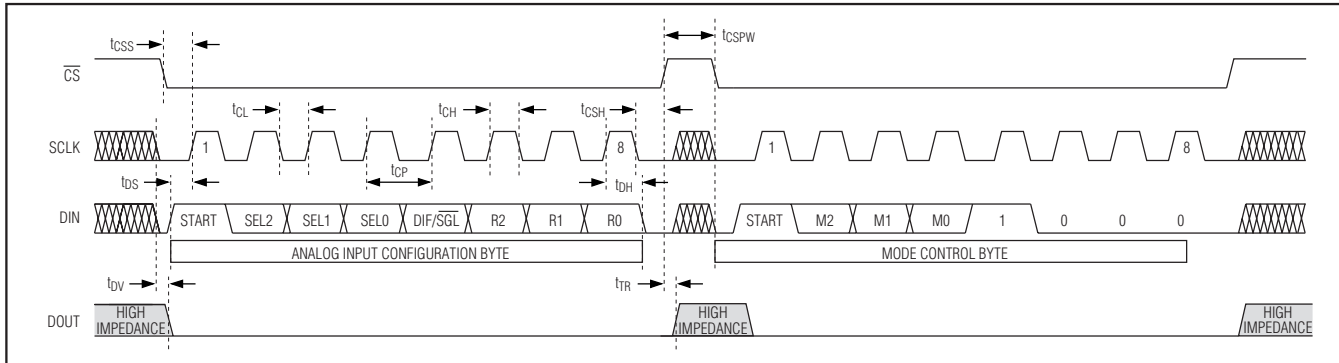 tCSS
tCSPW
CS
tCL
tCH
tCSH
SCLK
1
8
1
8
tCP
tDS
tDH
DIN
START SEL2 SEL1 SEL0 DIF/SGL R2 R1 R0
START M2 M1 M0 1 0 0 0
ANALOG INPUT CONFIGURATION BYTE
MODE CONTROL BYTE
tDV
tTR
DOUT
HIGH
IMPEDANCE
HIGH
IMPEDANCE
HIGH
IMPEDANCE